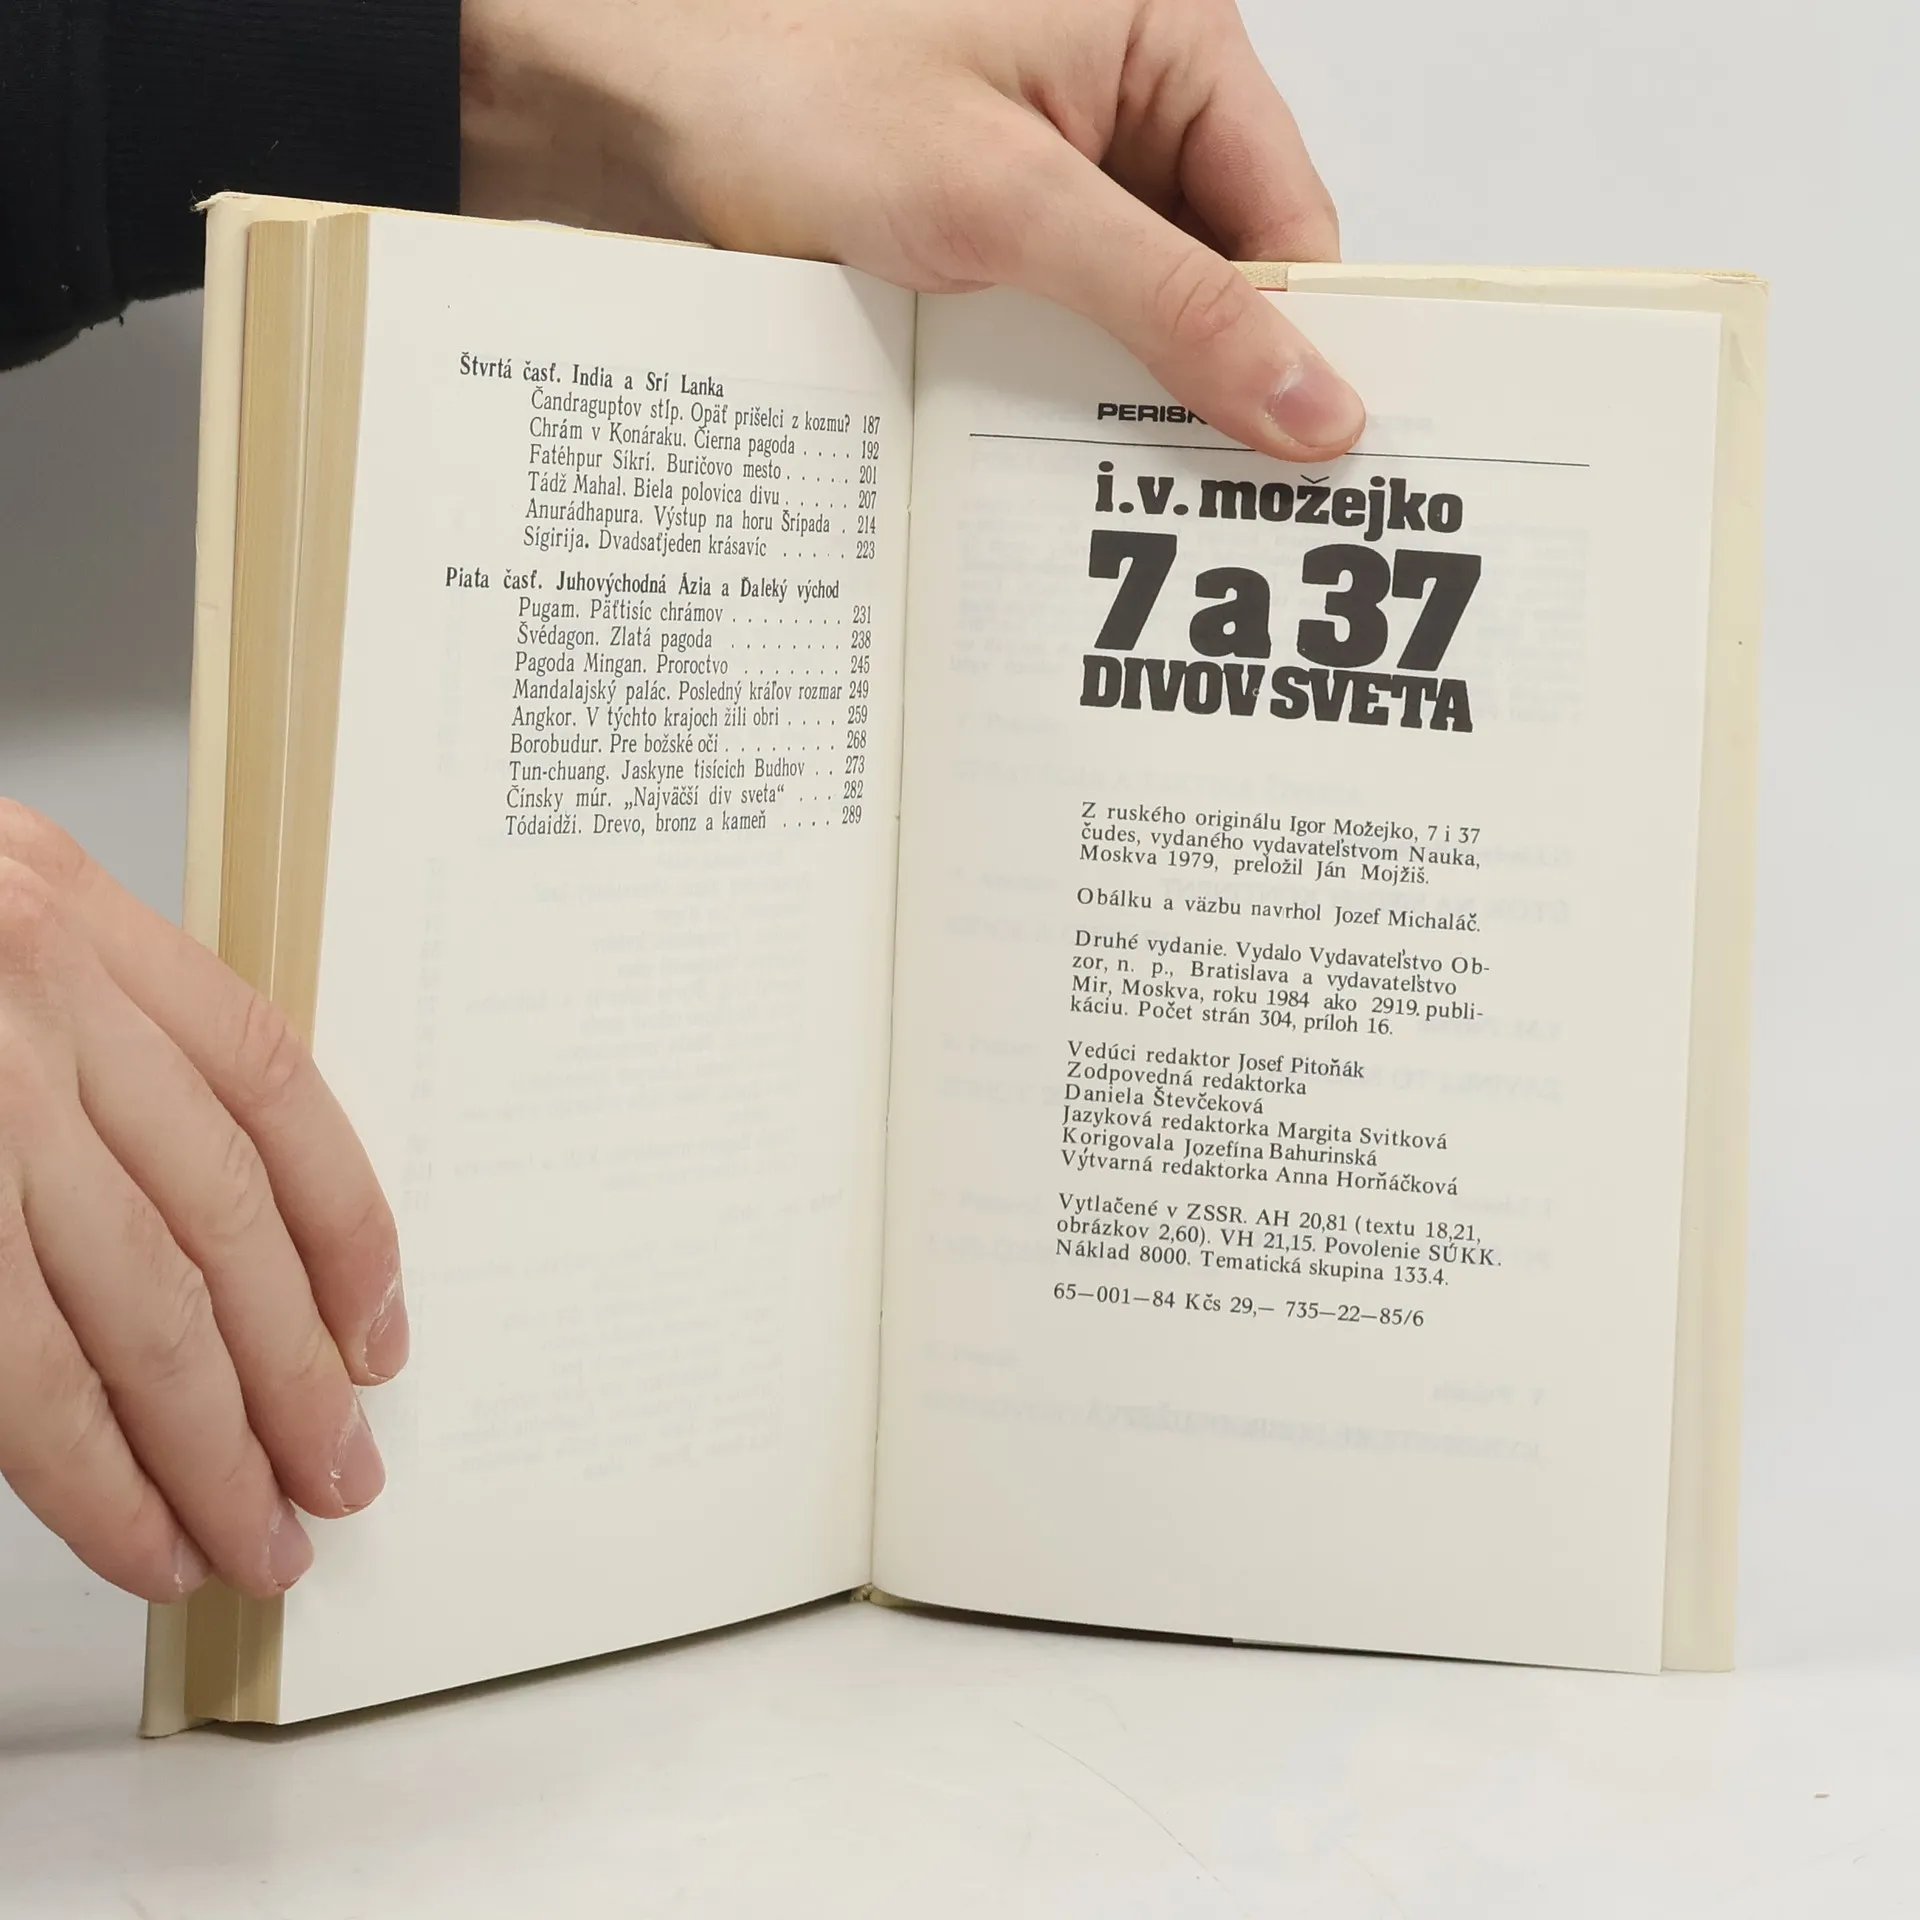 Štvrtá časť. India a Srí Lanka
Čandraguptov stĺp. Opäť prišelci z kozmu? 187
Chrám v Konáraku. Čierna pagoda . . . . 192
Fatéhpur Síkrí. Buričovo mesto . . . . . 201
Tádž Mahal. Biela polovica divu . . . . . 207
Anurádhapura. Výstup na horu Šrípada . 214
Sígirija. Dvadsaťjeden krásavíc . . . . . 223
Piata časť. Juhovýchodná Ázia a Ďaleký východ
Pugam. Päťtisíc chrámov . . . . . . . . 231
Švédagon. Zlatá pagoda . . . . . . . . 238
Pagoda Mingan. Proroctvo . . . . . . . 245
Mandalajský palác. Posledný kráľov rozmar 249
Angkor. V týchto krajoch žili obri . . . . 259
Borobudur. Pre božské oči . . . . . . . . 268
Tun-chuang. Jaskyne tisícich Budhov . . 273
Čínsky múr. „Najväčší div sveta“ . . . 282
Tódaidži. Drevo, bronz a kameň . . . . 289
i.v. možejko
7 a 37
DIVOV SVETA
Z ruského originálu Igor Možejko, 7 i 37
čudes, vydaného vydavateľstvom Nauka,
Moskva 1979, preložil Ján Mojžiš.
Obálku a väzbu navrhol Jozef Michaláč.
Druhé vydanie. Vydalo Vydavateľstvo Ob-
zor, n. p., Bratislava a vydavateľstvo
Mir, Moskva, roku 1984 ako 2919. publi-
káciu. Počet strán 304, príloh 16.
Vedúci redaktor Josef Pitoňák
Zodpovedná redaktorka
Daniela Števčeková
Jazyková redaktorka Margita Svitková
Korigovala Jozefína Bahurinská
Výtvarná redaktorka Anna Horňáčková
Vytlačené v ZSSR. AH 20,81 (textu 18,21,
obrázkov 2,60). VH 21,15. Povolenie SÚKK.
Náklad 8000. Tematická skupina 133.4.
65—001—84 Kčs 29,— 735—22—85/6